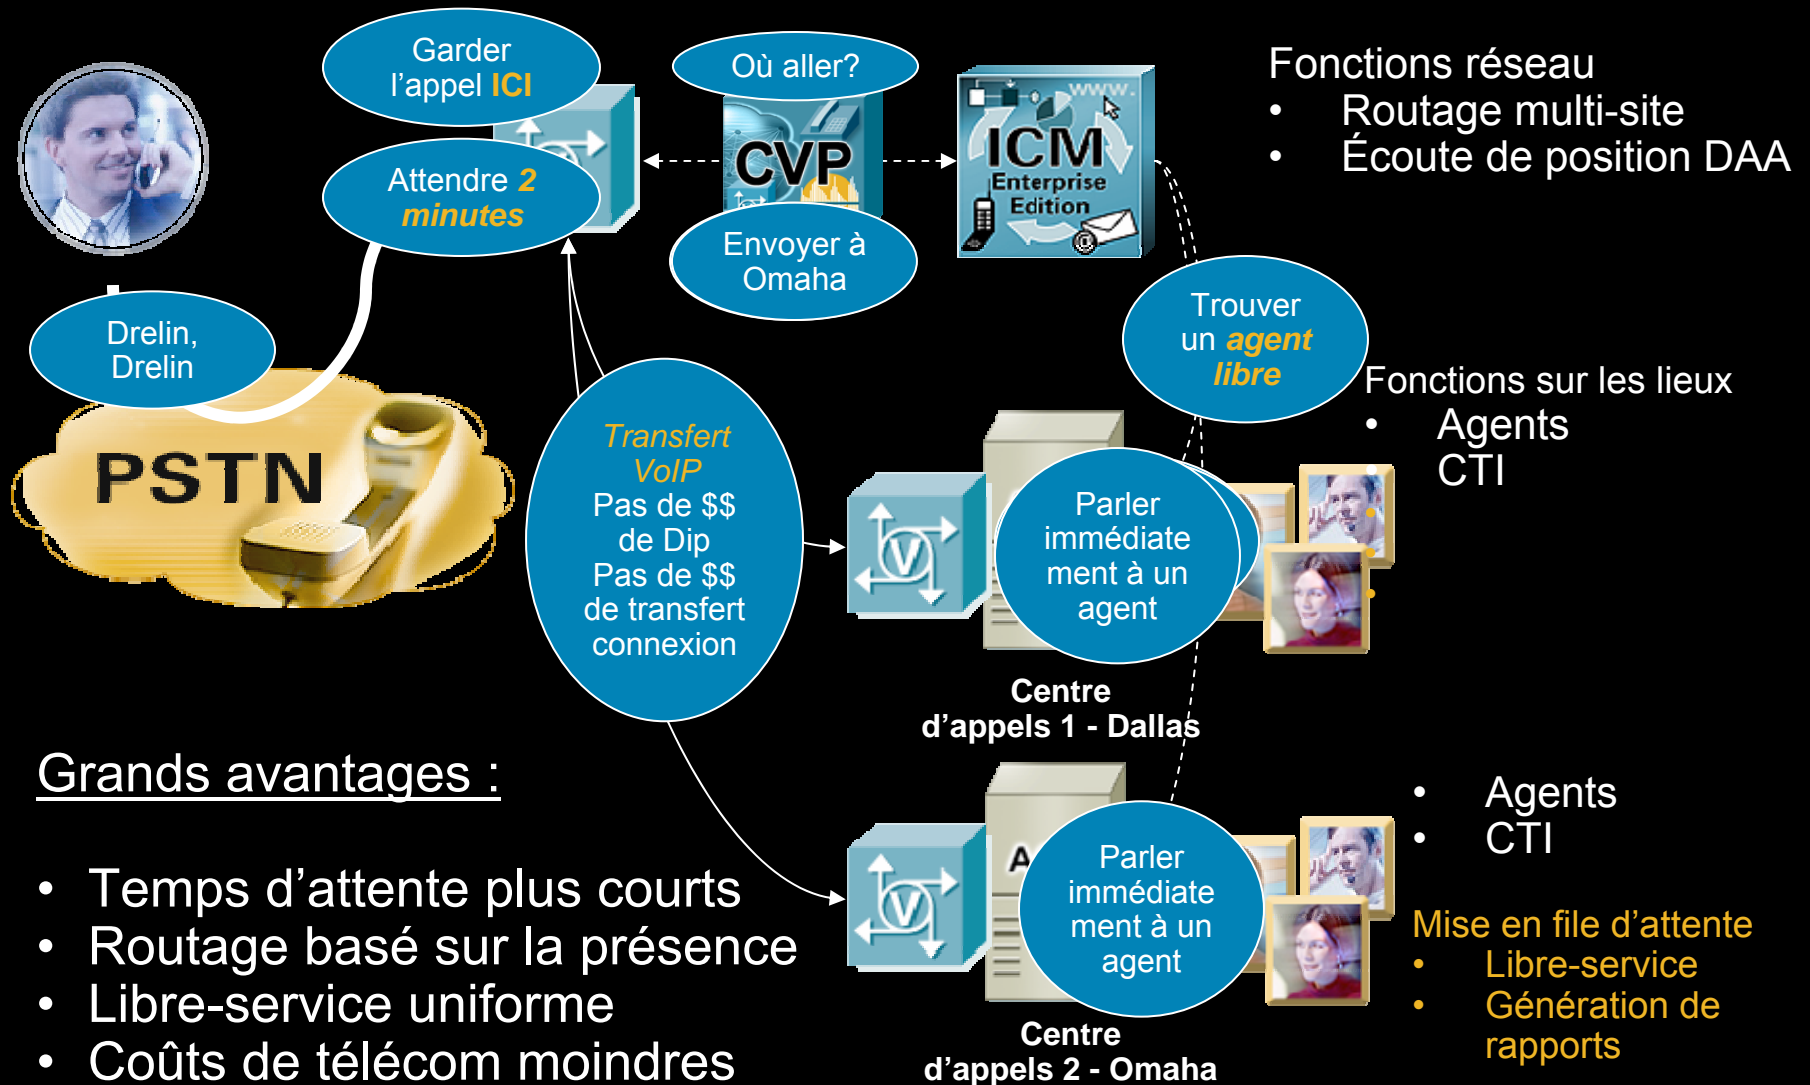 Garder
l'appel ICI
Où aller?
Fonctions réseau
• Routage multi-site
• Écoute de position DAA
www.
CVP
ICM
Enterprise
Edition
Attendre 2
minutes
Envoyer à
Omaha
Drelin,
Drelin
Trouver
un agent
libre
Fonctions sur les lieux
• Agents
• CTI
PSTN
Transfert
VoIP
Pas de $$
de Dip
Pas de $$
de transfert
connexion
V
Parler
immédiate
ment à un
agent
Centre
d'appels 1 - Dallas
Grands avantages :
• Temps d'attente plus courts
• Routage basé sur la présence
• Libre-service uniforme
• Coûts de télécom moindres
V
Parler
immédiate
ment à un
agent
Centre
d'appels 2 - Omaha
• Agents
• CTI
Mise en file d'attente
• Libre-service
• Génération de
rapports